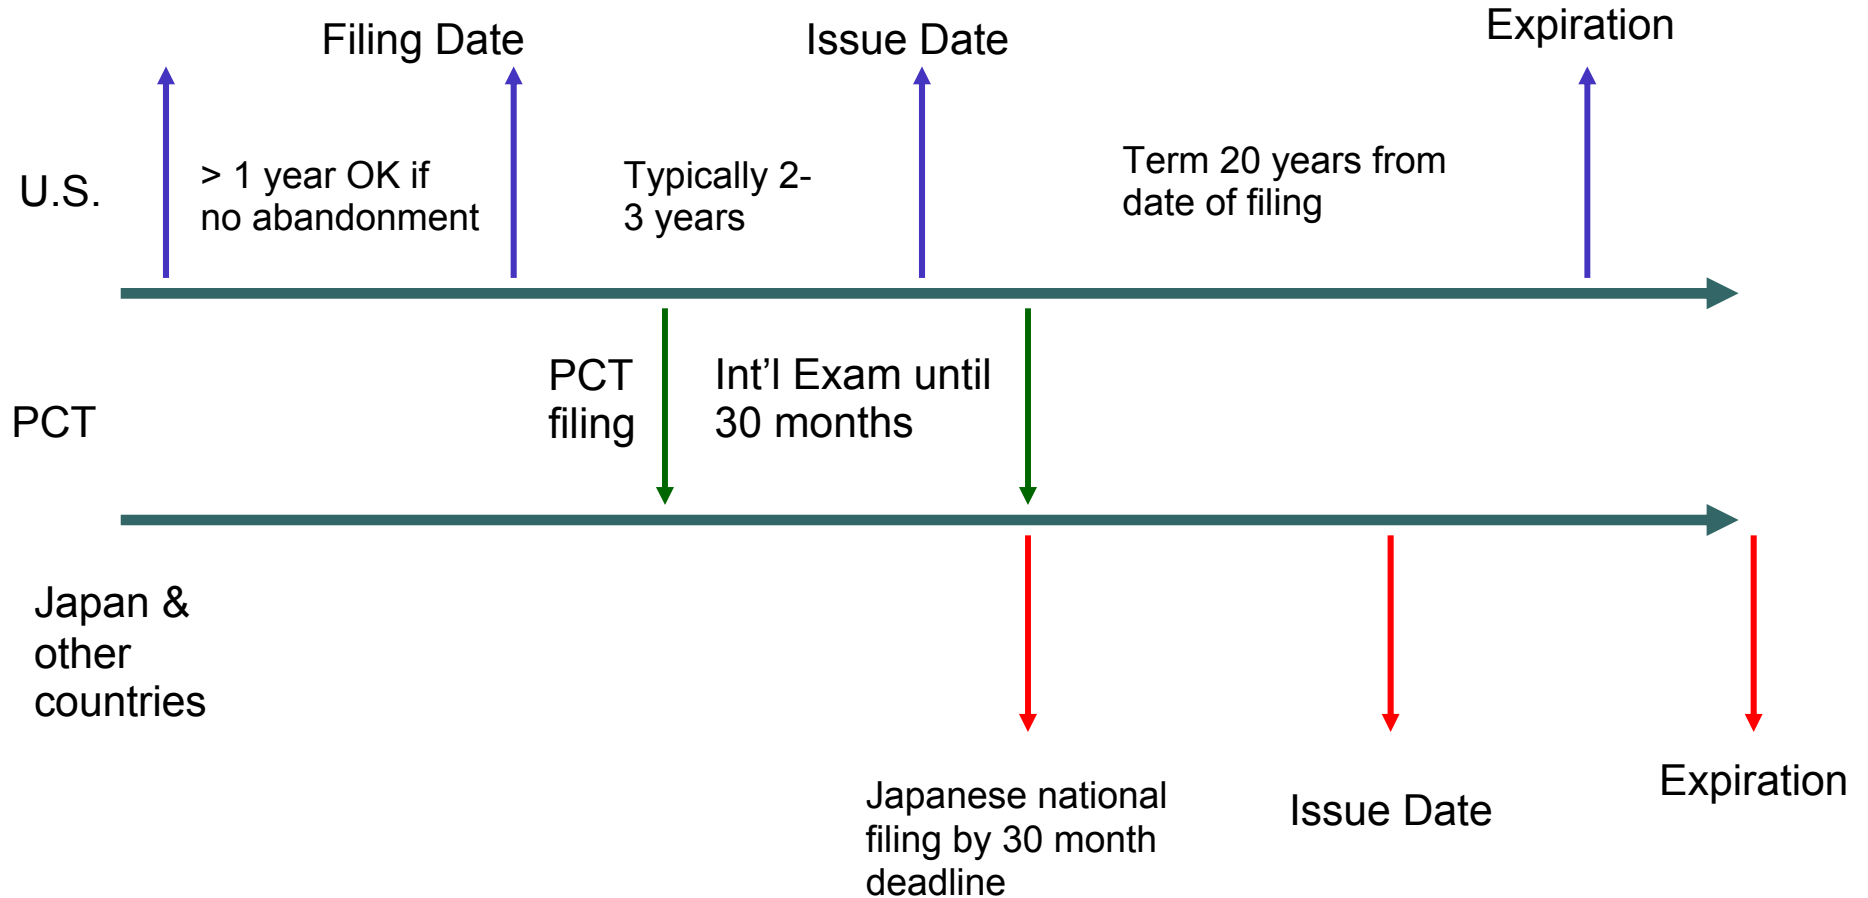 Filing Date
Issue Date
Expiration
U.S.
> 1 year OK if
no abandonment
Typically 2-
3 years
Term 20 years from
date of filing
PCT
PCT
filing
Int'l Exam until
30 months
Japan &
other
countries
Japanese national
filing by 30 month
deadline
Issue Date
Expiration